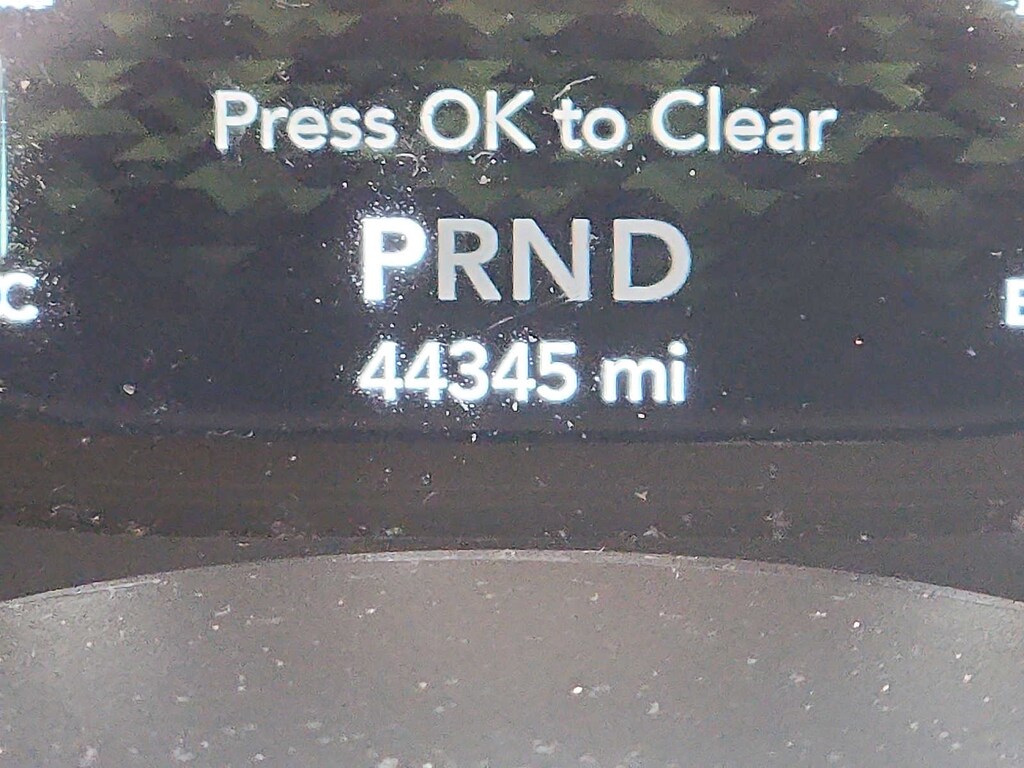 Press OK to Clear
PRND
C
44345 mi